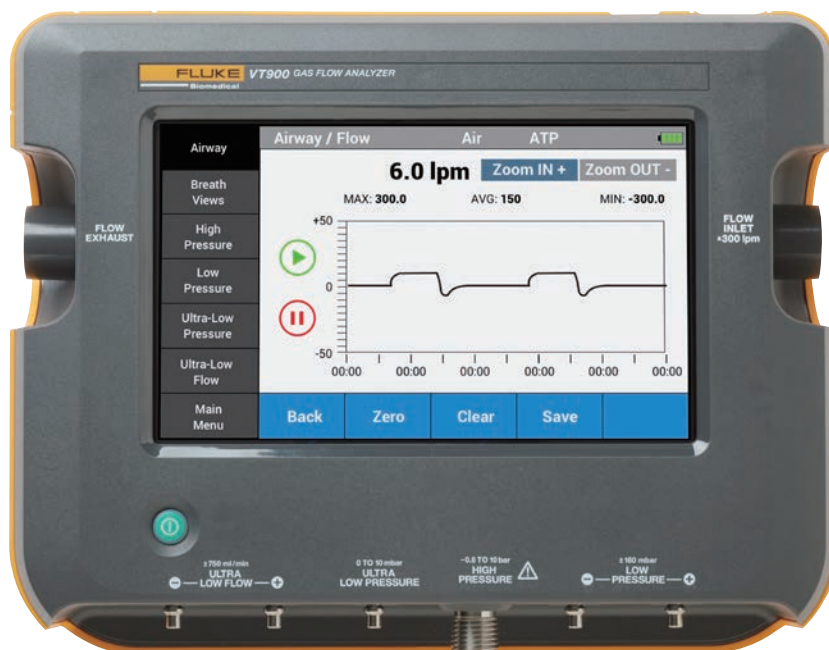 FLUKE VT900 GAS FLOW ANALYZER
Biomedical
Airway
Airway / Flow Air ATP
6.0 lpm Zoom IN + Zoom OUT -
MAX: 300.0 AVG: 150 MIN: -300.0
Breath
Views
High
Pressure
Low
Pressure
Ultra-Low
Pressure
Ultra-Low
Flow
Main
Menu
+50
0
-50
00:00 00:00 00:00 00:00 00:00 00:00
Back Zero Clear Save
FLOW
EXHAUST
FLOW
INLET
±300 lpm
±750 ml/min
ULTRA
LOW FLOW
0 TO 10 mbar
ULTRA
LOW PRESSURE
-0.8 TO 10 bar
HIGH
PRESSURE
±160 mbar
LOW
PRESSURE